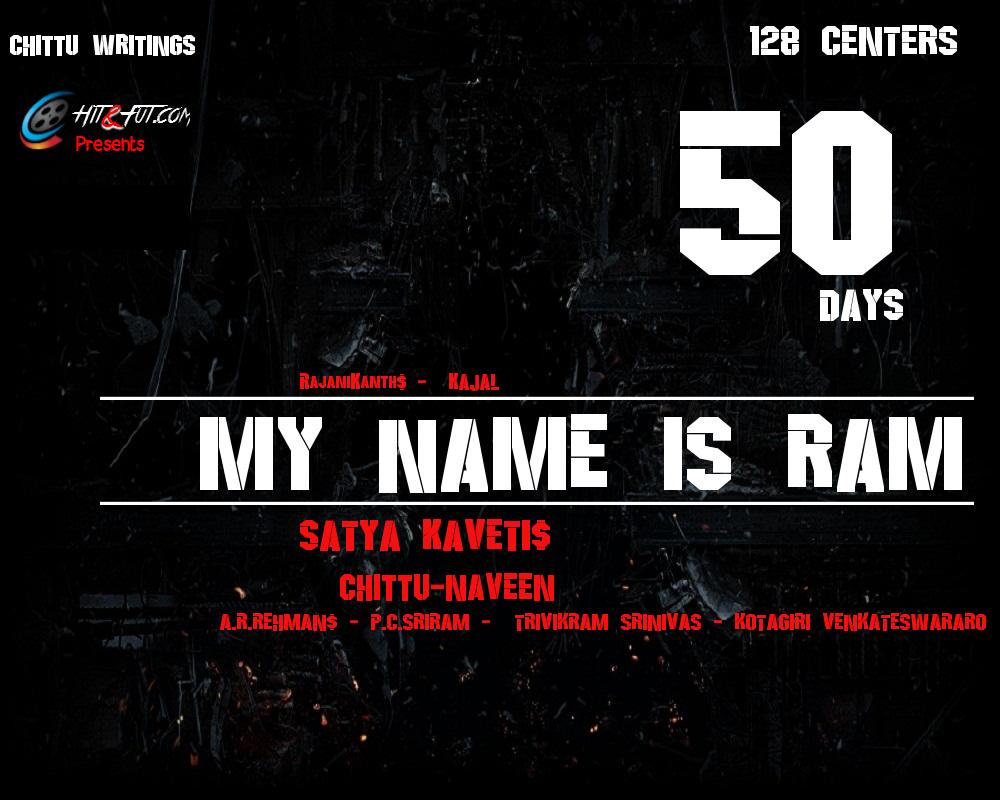 CHITTU WRITINGS
128 CENTERS
HIT&FUT.COM
Presents
50
DAYS
RAJANIKANTH$ - KAJAL
MY NAME IS RAM
SATYA KAVETI$
CHITTU-NAVEEN
A.R.REHMAN$ - P.C.SRIRAM - TRIVIKRAM SRINIVAS - KOTAGIRI VENKATESWARARO